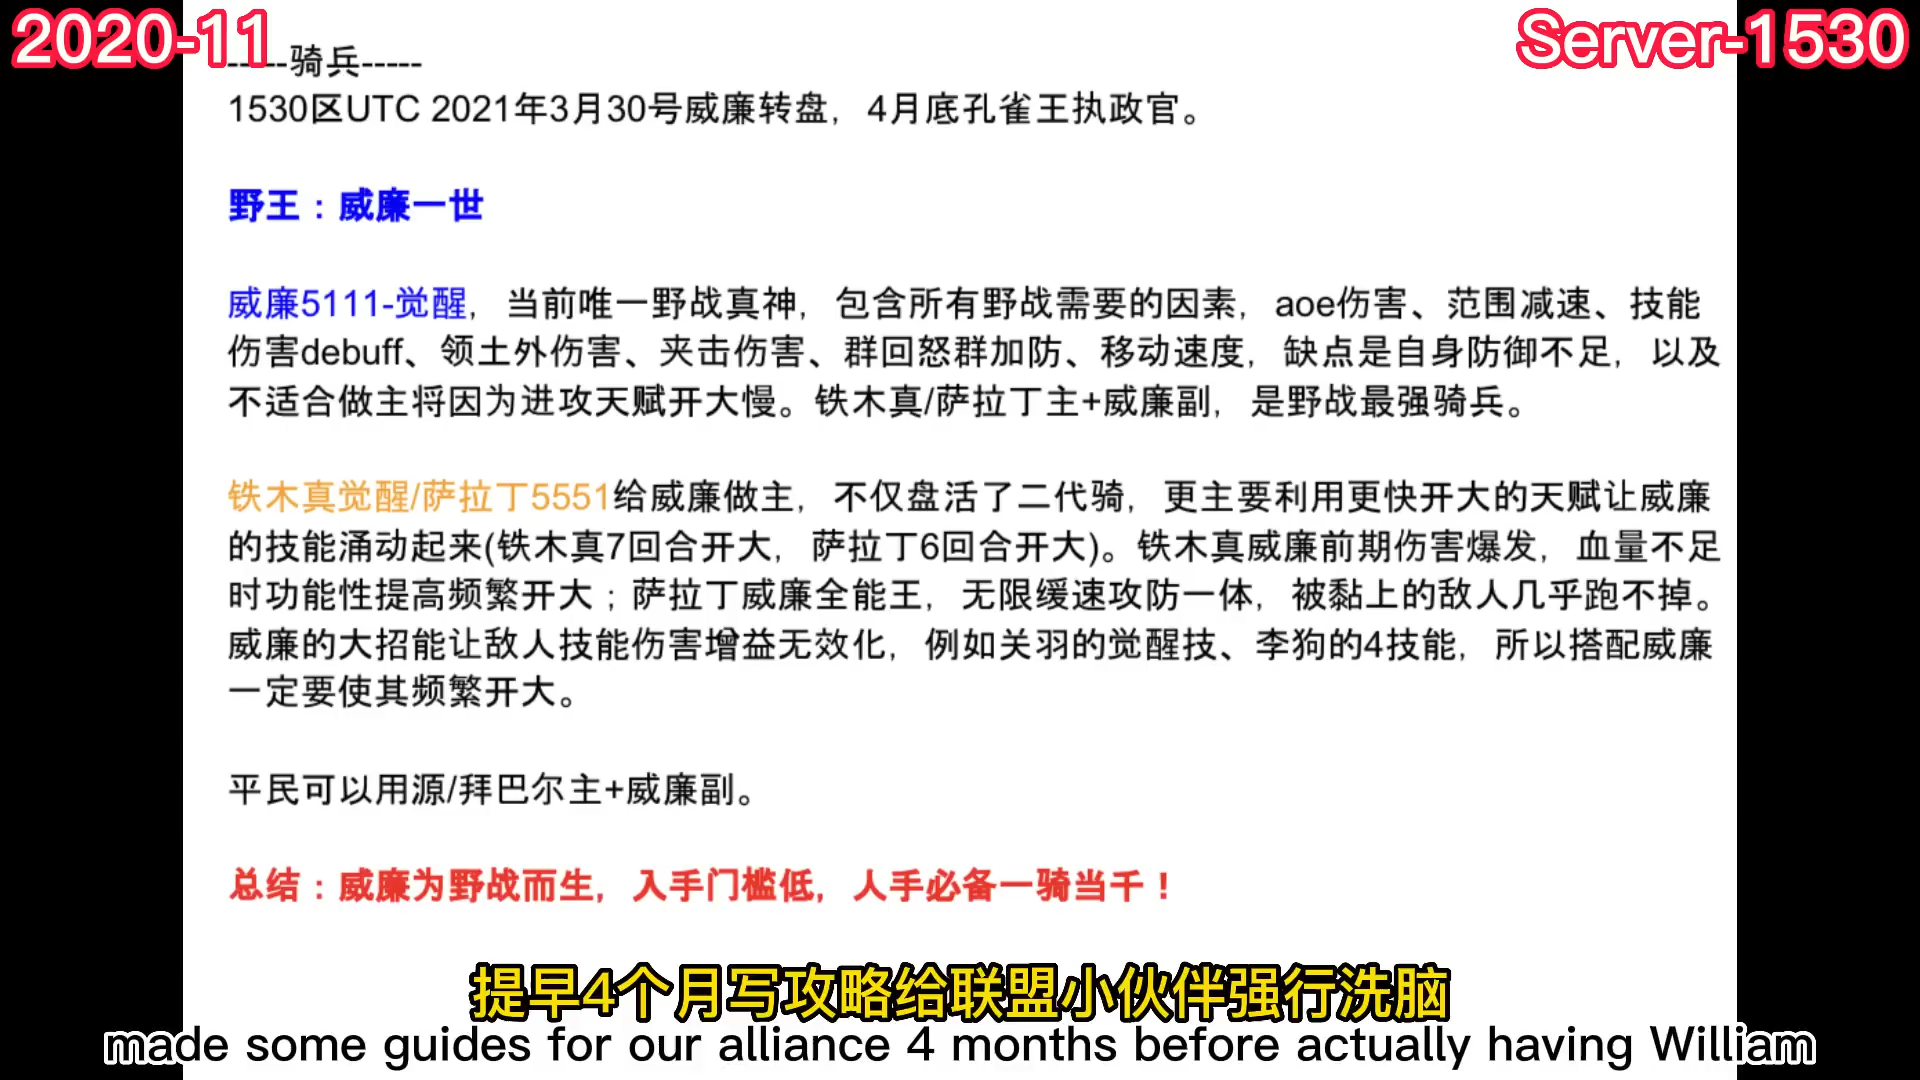 2020-11
Server-1530
-----骑兵-----
1530区UTC 2021年3月30号威廉转盘，4月底孔雀王执政官。
野王：威廉一世
威廉5111-觉醒，当前唯一野战真神，包含所有野战需要的因素，aoe伤害、范围减速、技能
伤害debuff、领土外伤害、夹击伤害、群回怒群加防、移动速度，缺点是自身防御不足，以及
不适合做主将因为进攻天赋开大慢。铁木真/萨拉丁主+威廉副，是野战最强骑兵。
铁木真觉醒/萨拉丁5551给威廉做主，不仅盘活了二代骑，更主要利用更快开大的天赋让威廉
的技能涌动起来(铁木真7回合开大，萨拉丁6回合开大)。铁木真威廉前期伤害爆发，血量不足
时功能性提高频繁开大；萨拉丁威廉全能王，无限缓速攻防一体，被黏上的敌人几乎跑不掉。
威廉的大招能让敌人技能伤害增益无效化，例如关羽的觉醒技、李狗的4技能，所以搭配威廉
一定要使其频繁开大。
平民可以用源/拜巴尔主+威廉副。
总结：威廉为野战而生，入手门槛低，人手必备一骑当千！
提早4个月写攻略给联盟小伙伴强行洗脑
made some guides for our alliance 4 months before actually having William